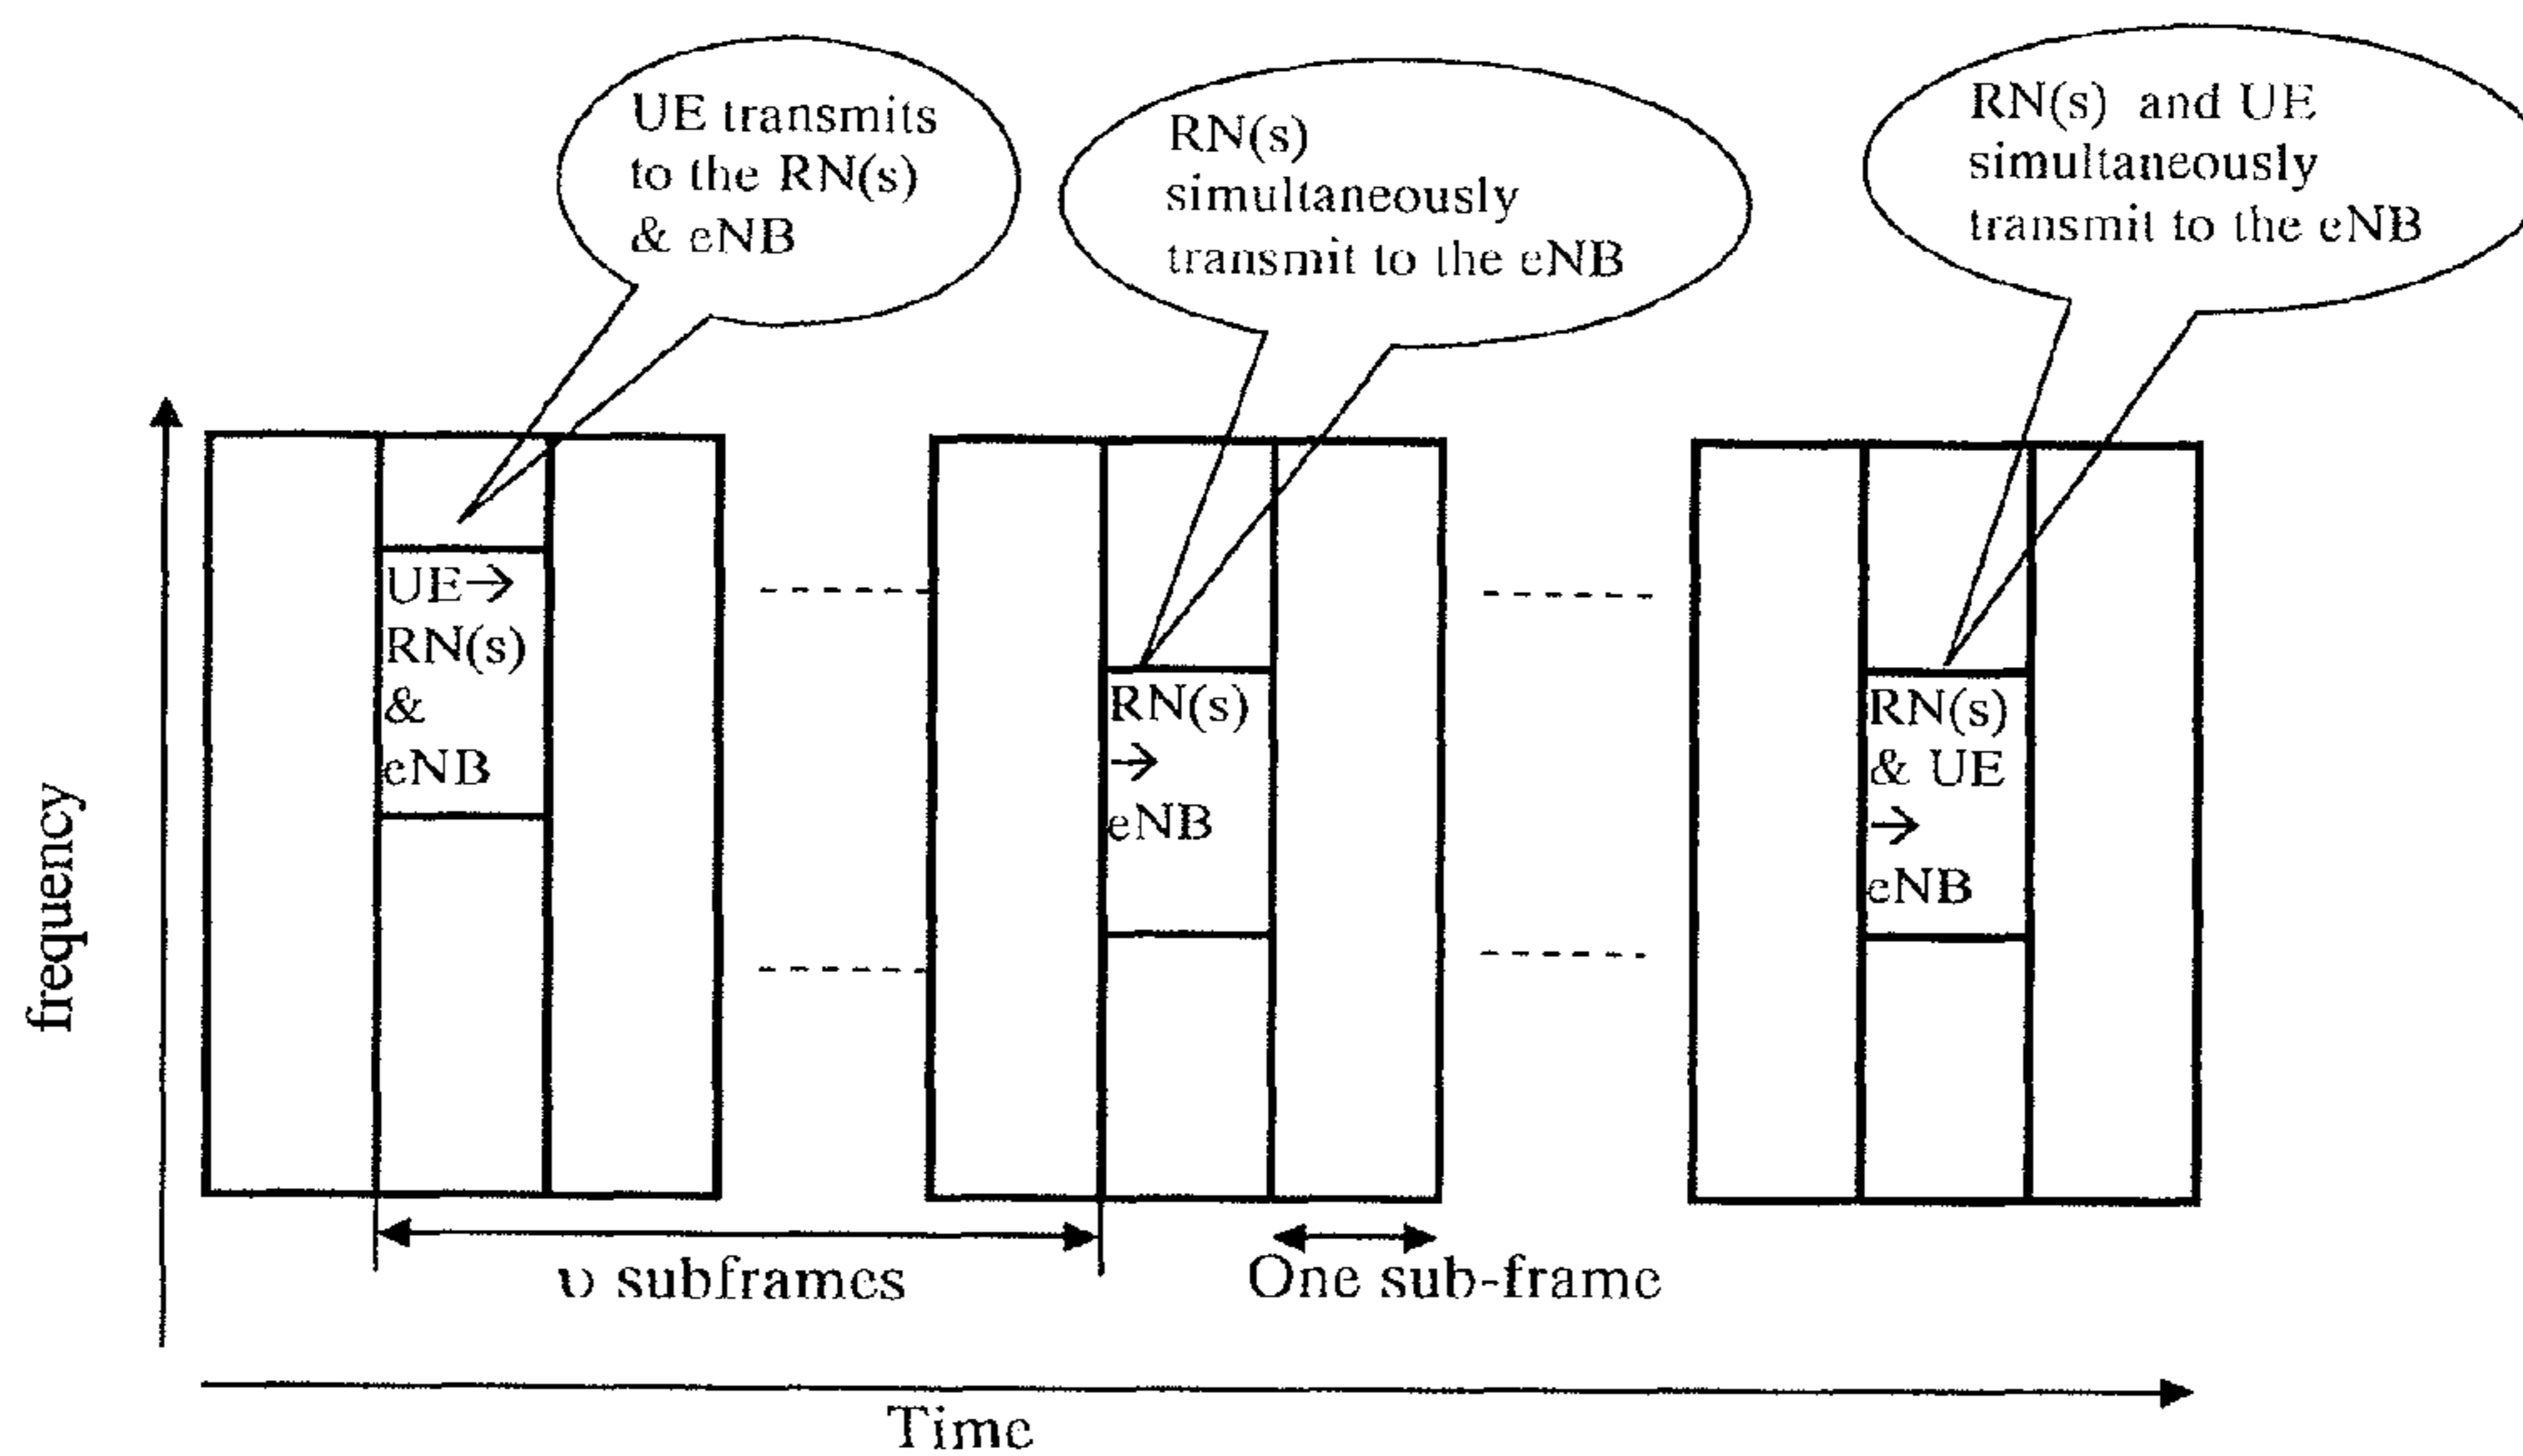 UE transmits
to the RN(s)
& eNB
RN(s)
simultaneously
transmit to the eNB
RN(s) and UE
simultaneously
transmit to the eNB
UE→
RN(s)
&
eNB
RN(s)
→
eNB
RN(s)
& UE
→
eNB
frequency
υ subframes
One sub-frame
Time